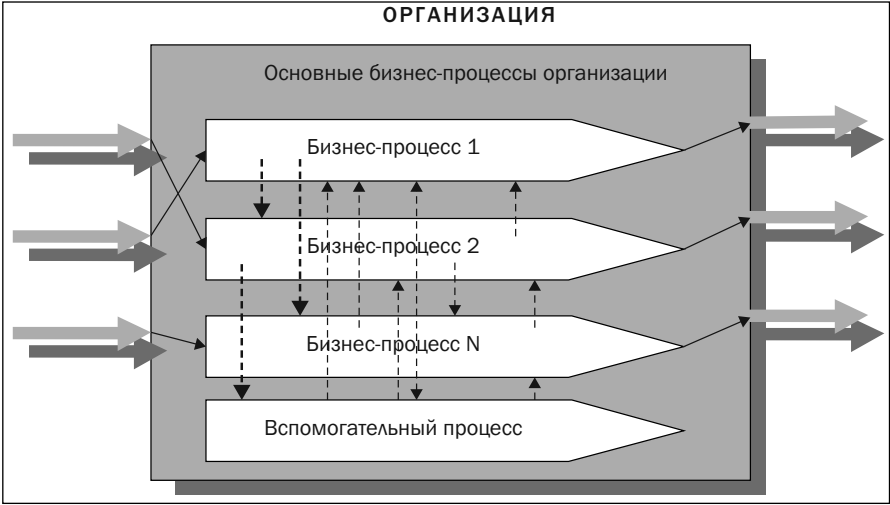 ОРГАНИЗАЦИЯ
Основные бизнес-процессы организации
Бизнес-процесс 1
Бизнес-процесс 2
Бизнес-процесс N
Вспомогательный процесс